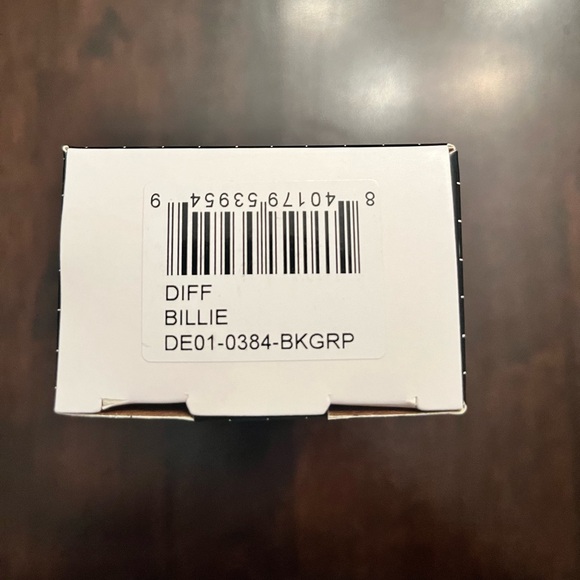 8 40179 53954 9
DIFF
BILLIE
DE01-0384-BKGRP